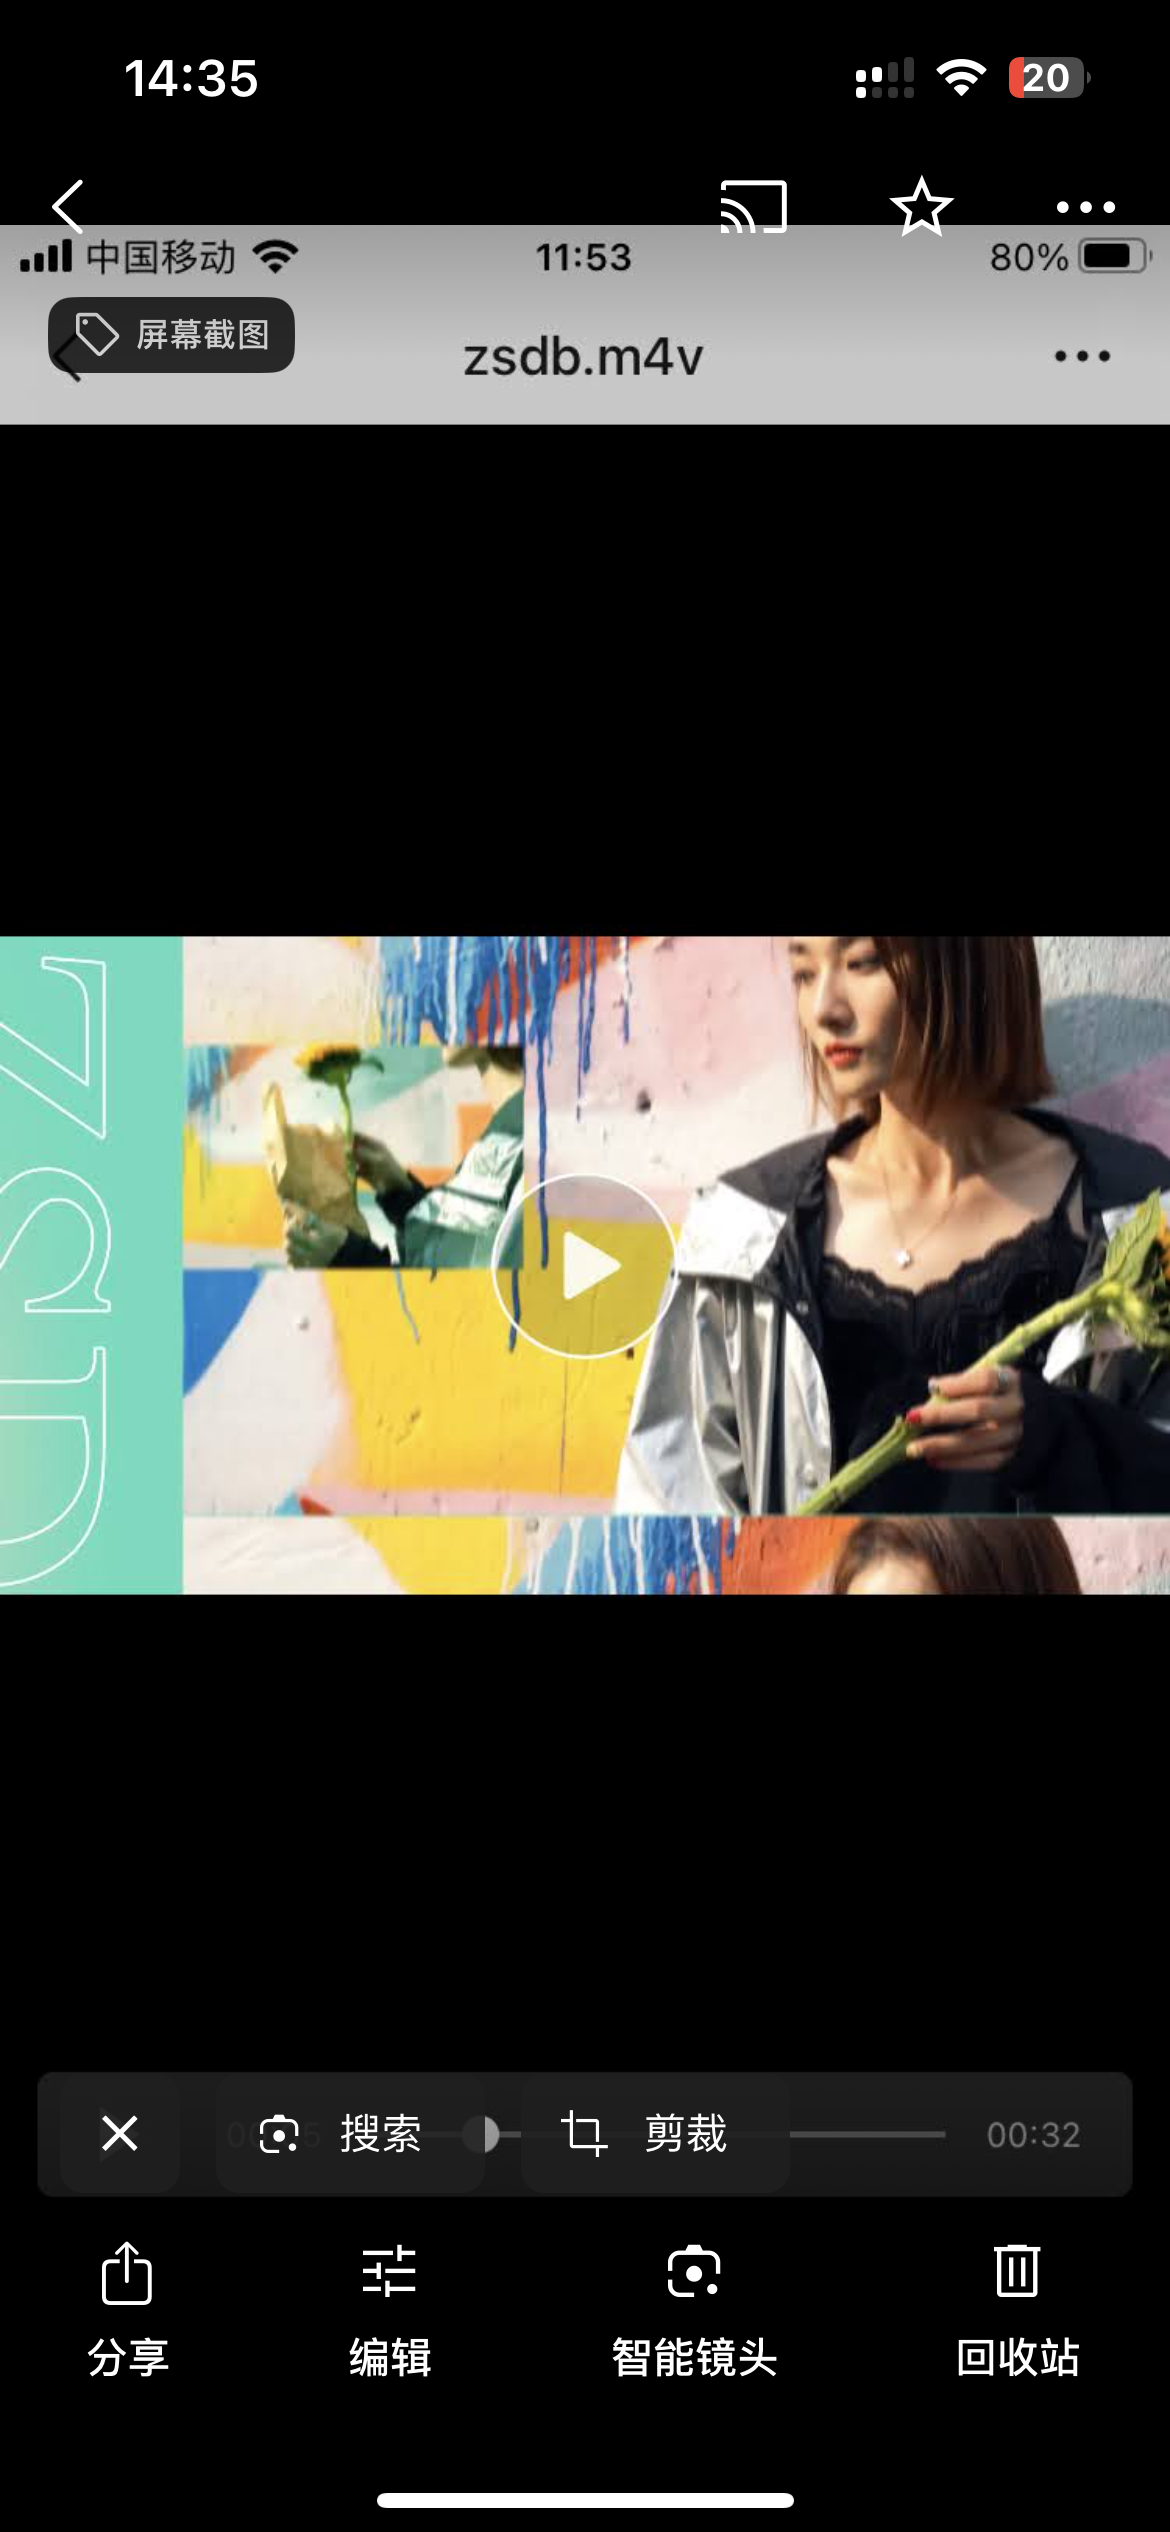 14:35
20
中国移动
11:53
80%
屏幕截图
zsdb.m4v
ZSD
搜索
剪裁
00:32
分享
编辑
智能镜头
回收站